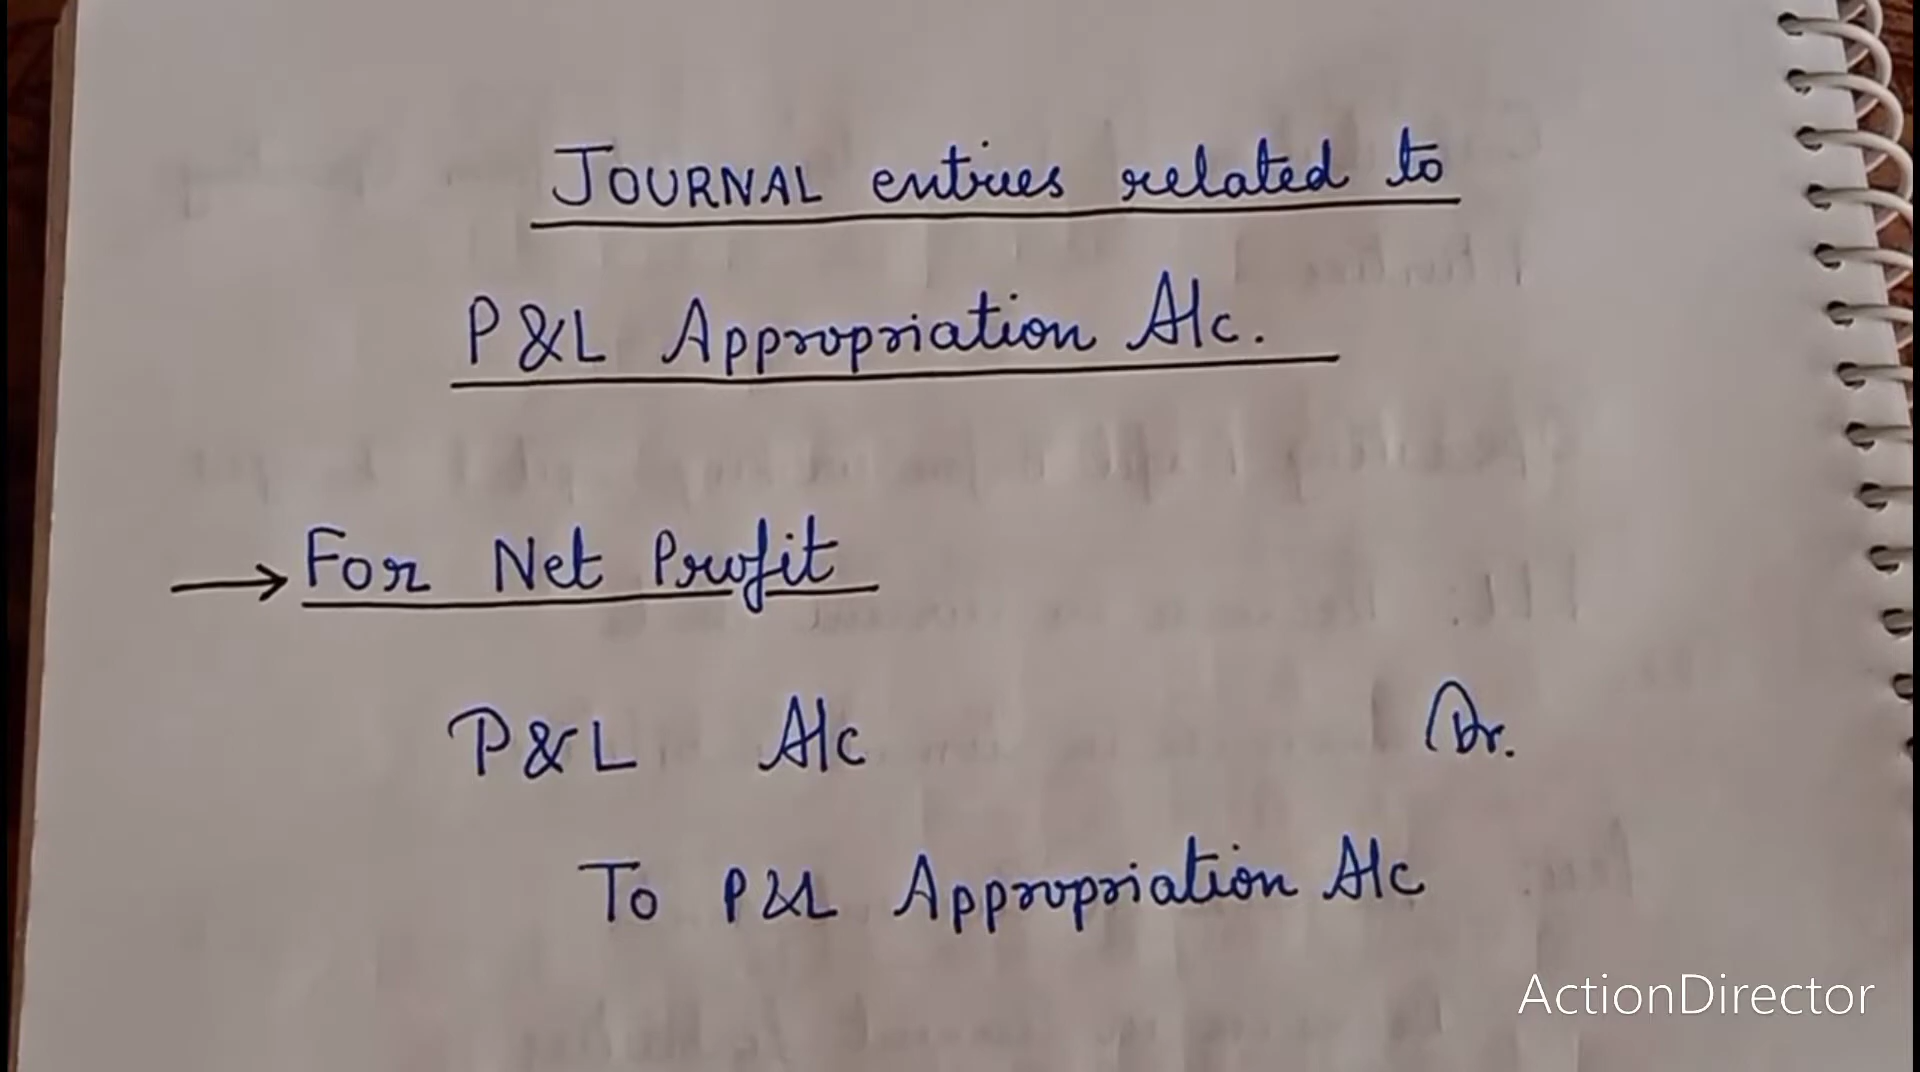 JOURNAL entries related to
P&L Appropriation A/c.
→ For Net Profit
P&L A/c Dr.
To P&L Appropriation A/c
ActionDirector